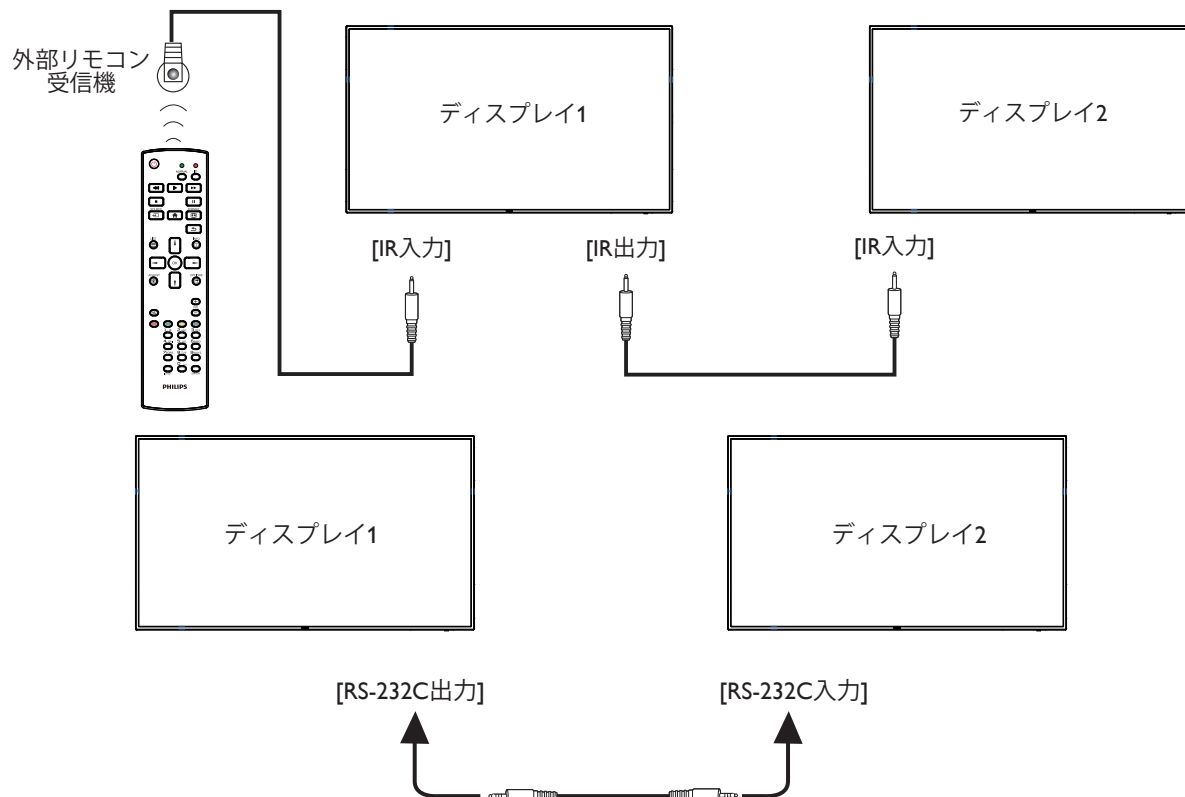 外部リモコン
受信機
ディスプレイ1
ディスプレイ2
[IR入力]
[IR出力]
[IR入力]
PHILIPS
ディスプレイ1
ディスプレイ2
[RS-232C出力]
[RS-232C入力]